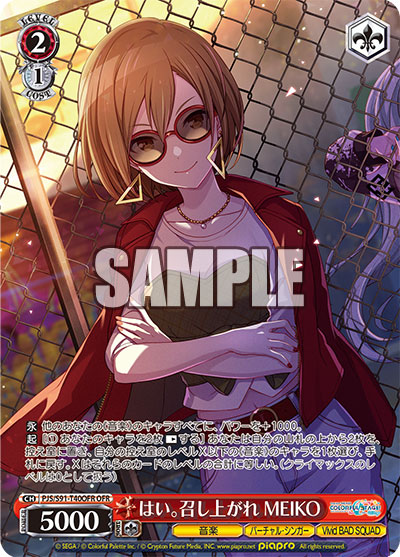 LEVEL
2
1
COST
SAMPLE
永 他のあなたの《音楽》のキャラすべてに、パワーを+1000。
起 [(1) あなたのキャラを2枚レストする] あなたは自分の山札の上から2枚を、
控え室に置き、自分の控え室のレベルX以下の《音楽》のキャラを1枚選び、手
札に戻す。Xはそれらのカードのレベルの合計に等しい。(クライマックスのレ
ベルは0として扱う)
PJS/S91-T40OFR OFR
はい。召し上がれ MEIKO
COLORFUL STAGE!
5000
音楽
バーチャル・シンガー
Vivid BAD SQUAD
© SEGA / © Colorful Palette Inc. / © Crypton Future Media, INC. www.piapro.net piapro All rights reserved.